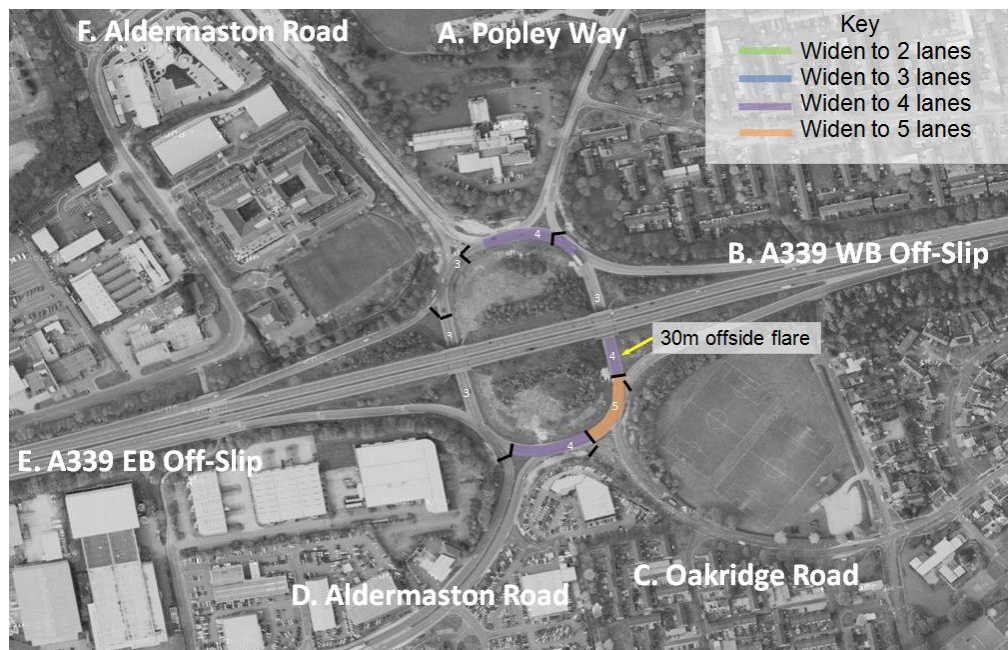 F. Aldermaston Road
A. Popley Way
Key
Widen to 2 lanes
Widen to 3 lanes
Widen to 4 lanes
Widen to 5 lanes
B. A339 WB Off-Slip
4
3
3
3
30m offside flare
4
3
5
4
E. A339 EB Off-Slip
D. Aldermaston Road
C. Oakridge Road